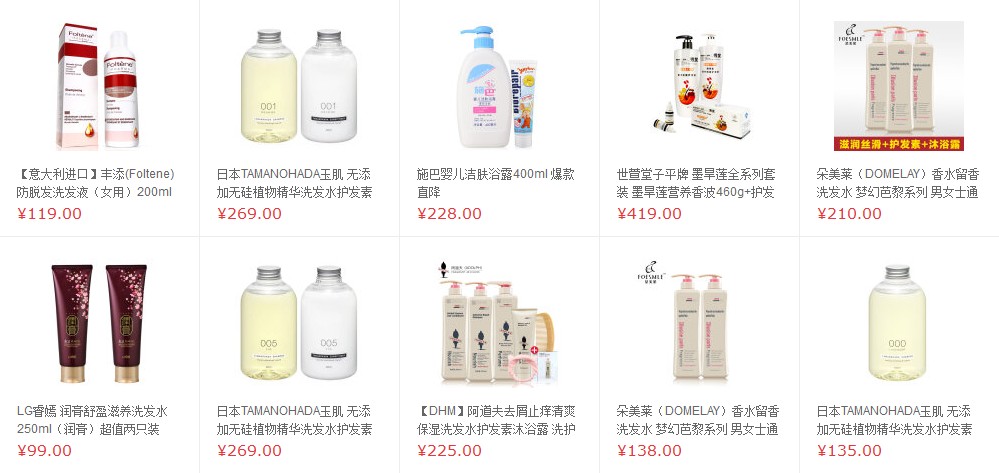 Foltène
Foltène
001
001
施巴
Biorepair
FOESMEE
滋润丝滑+护发素+沐浴露
【意大利进口】丰添(Foltene)
防脱发洗发液（女用）200ml
¥119.00
日本TAMANOHADA玉肌 无添
加无硅植物精华洗发水护发素
¥269.00
施巴婴儿洁肤浴露400ml 爆款
直降
¥228.00
世萱堂子平牌 墨旱莲全系列套
装 墨旱莲营养香波460g+护发
¥419.00
朵美莱（DOMELAY）香水留香
洗发水 梦幻芭黎系列 男女士通
¥210.00
005
005
FOESMEE
000
LG睿嫣 润膏舒盈滋养洗发水
250ml（润膏）超值两只装
¥99.00
日本TAMANOHADA玉肌 无添
加无硅植物精华洗发水护发素
¥269.00
【DHM】阿道夫去屑止痒清爽
保湿洗发水护发素沐浴露 洗护
¥225.00
朵美莱（DOMELAY）香水留香
洗发水 梦幻芭黎系列 男女士通
¥138.00
日本TAMANOHADA玉肌 无添
加无硅植物精华洗发水护发素
¥135.00